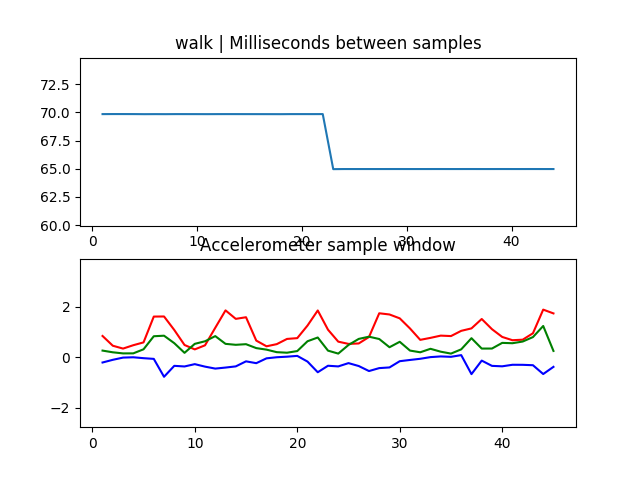 walk | Milliseconds between samples
72.5
70.0
67.5
65.0
62.5
60.0
0 10 20 30 40
Accelerometer sample window
2
0
−2
0 10 20 30 40